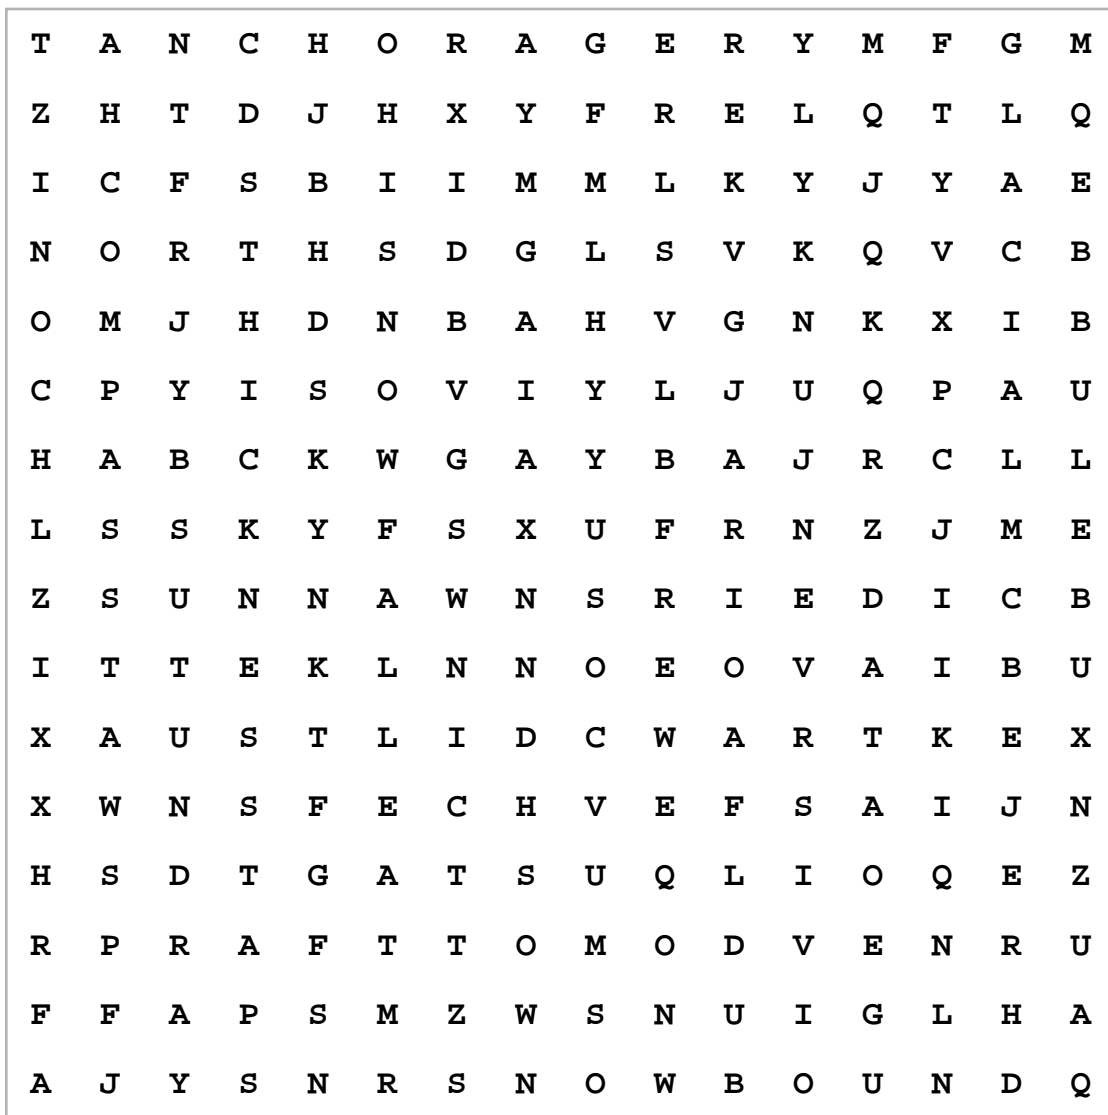 T A N C H O R A G E R Y M F G M
Z H T D J H X Y F R E L Q T L Q
I C F S B I I M M L K Y J Y A E
N O R T H S D G L S V K Q V C B
O M J H D N B A H V G N K X I B
C P Y I S O V I Y L J U Q P A U
H A B C K W G A Y B A J R C L L
L S S K Y F S X U F R N Z J M E
Z S U N N A W N S R I E D I C B
I T T E K L N N O E O V A I B U
X A U S T L I D C W A R T K E X
X W N S F E C H V E F S A I J N
H S D T G A T S U Q L I O Q E Z
R P R A F T T O M O D V E N R U
F F A P S M Z W S N U I G L H A
A J Y S N R S N O W B O U N D Q